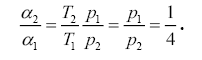 α₂/α₁ = T₂/T₁ p₁/p₂ = p₁/p₂ = 1/4 .